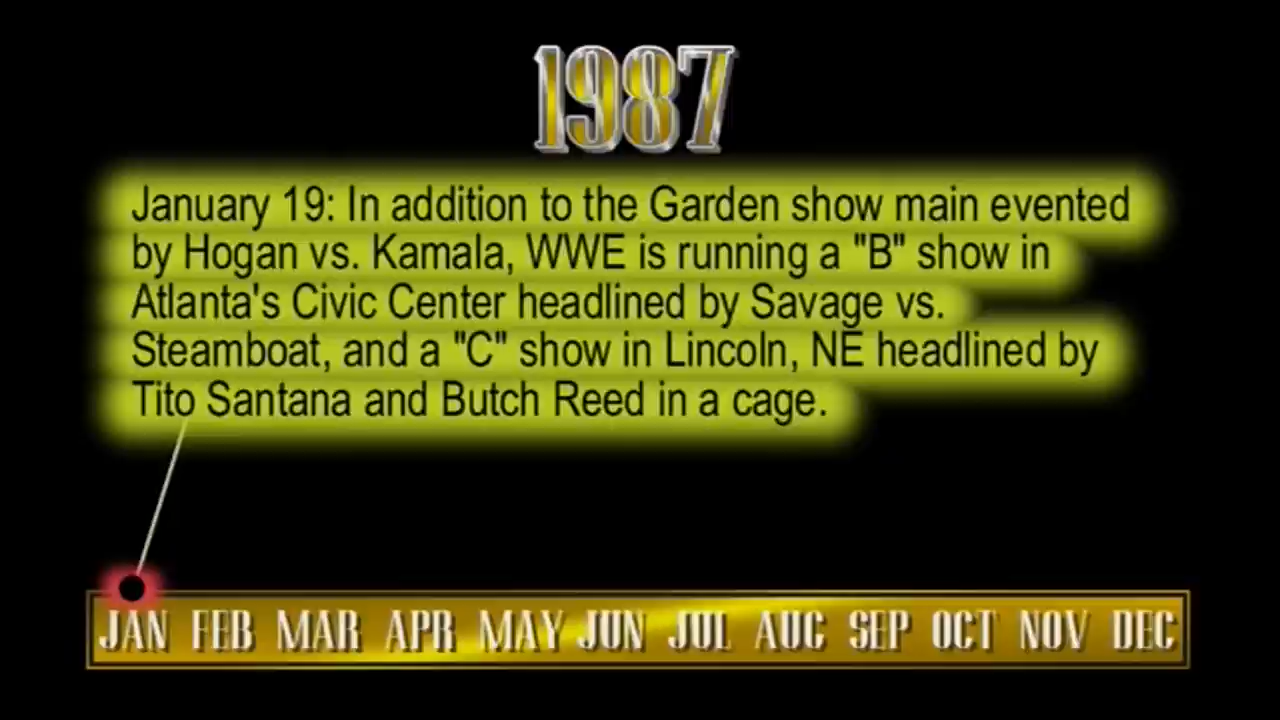 1987
January 19: In addition to the Garden show main evented
by Hogan vs. Kamala, WWE is running a "B" show in
Atlanta's Civic Center headlined by Savage vs.
Steamboat, and a "C" show in Lincoln, NE headlined by
Tito Santana and Butch Reed in a cage.
JAN FEB MAR APR MAY JUN JUL AUG SEP OCT NOV DEC